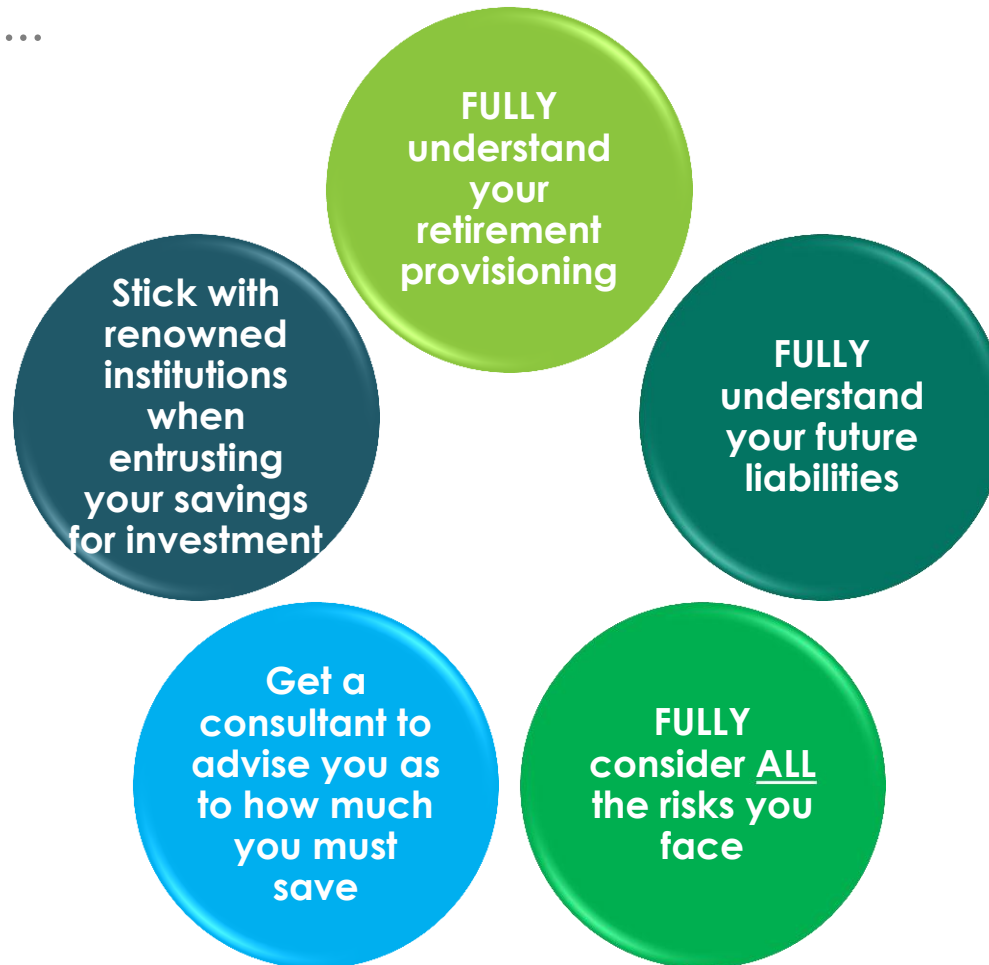 ...
FULLY
understand
your
retirement
provisioning
FULLY
understand
your future
liabilities
FULLY
consider ALL
the risks you
face
Get a
consultant to
advise you as
to how much
you must
save
Stick with
renowned
institutions
when
entrusting
your savings
for investment